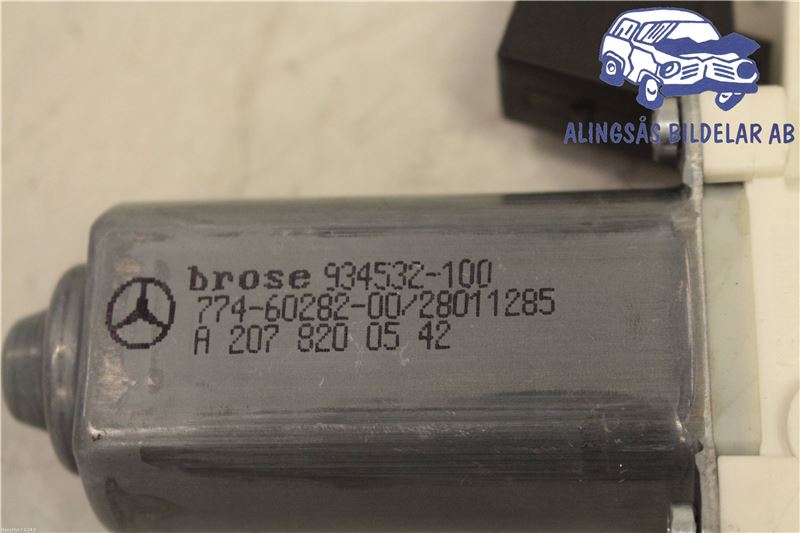 ALINGSÅS BILDELAR AB
brose 934532-100
774-60282-00/28011285
A 207 820 05 42